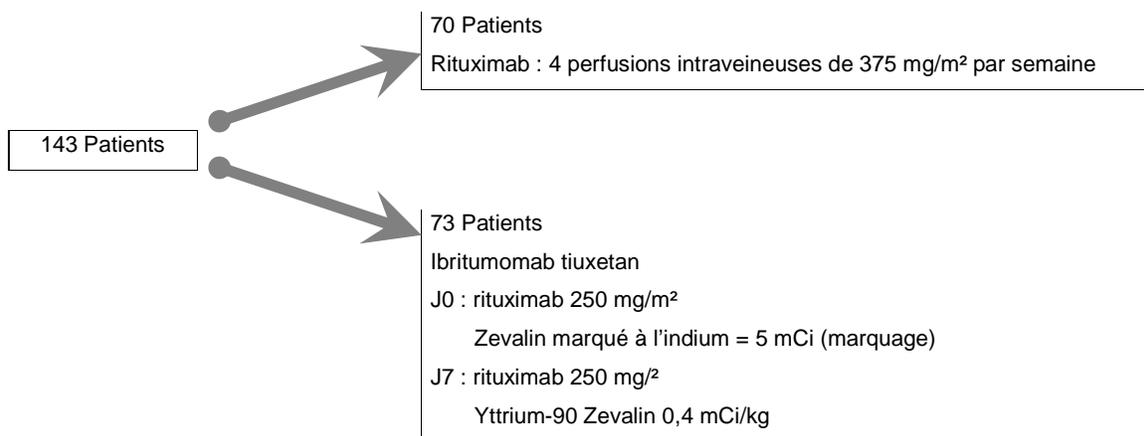 143 Patients
70 Patients
Rituximab : 4 perfusions intraveineuses de 375 mg/m² par semaine
73 Patients
Ibritumomab tiuxetan
J0 : rituximab 250 mg/m²
Zevalin marqué à l'indium = 5 mCi (marquage)
J7 : rituximab 250 mg/²
Yttrium-90 Zevalin 0,4 mCi/kg